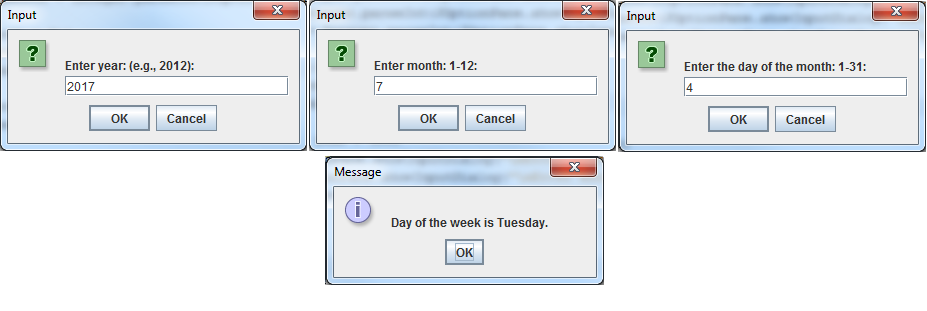 Input
Enter year: (e.g., 2012):
2017
OK Cancel
Input
Enter month: 1-12:
7
OK Cancel
Input
Enter the day of the month: 1-31:
4
OK Cancel
Message
Day of the week is Tuesday.
OK